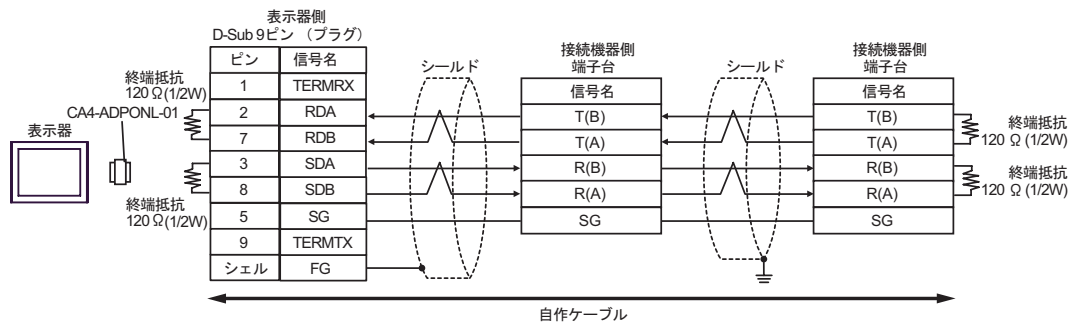 表示器側
D-Sub 9ピン （プラグ）
ピン 信号名
1 TERMRX
2 RDA
7 RDB
3 SDA
8 SDB
5 SG
9 TERMTX
シェル FG
終端抵抗
120 Ω(1/2W)
CA4-ADPONL-01
表示器
終端抵抗
120 Ω(1/2W)
シールド
接続機器側
端子台
信号名
T(B)
T(A)
R(B)
R(A)
SG
シールド
接続機器側
端子台
信号名
T(B)
T(A)
R(B)
R(A)
SG
終端抵抗
120 Ω (1/2W)
終端抵抗
120 Ω (1/2W)
自作ケーブル